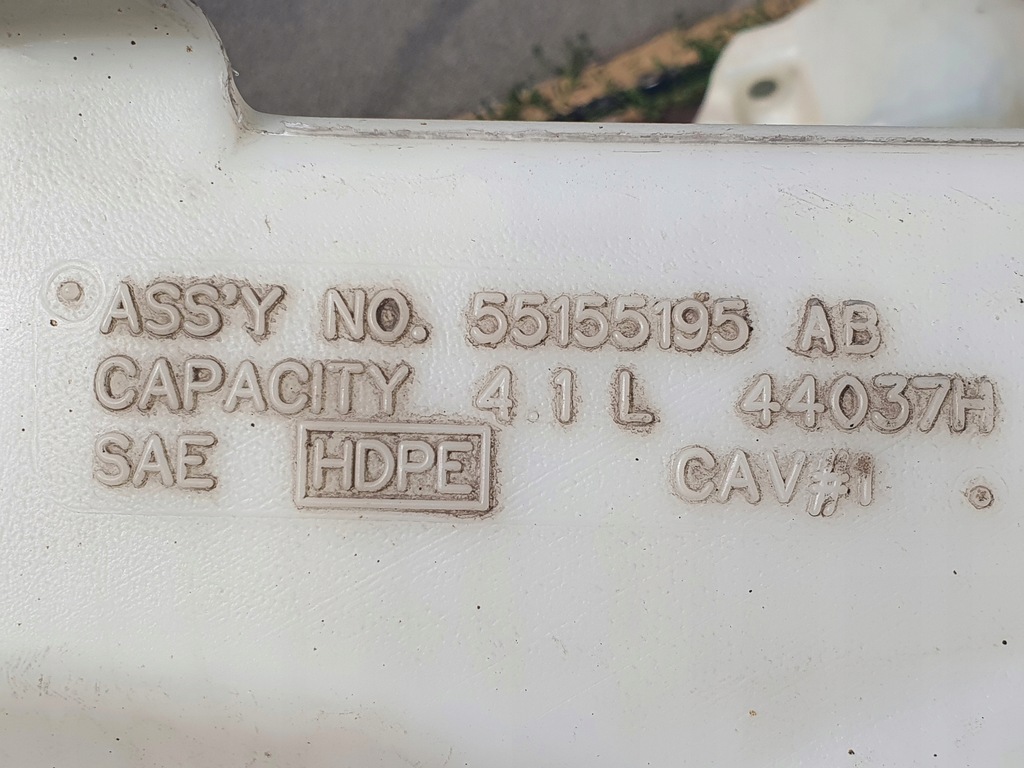 ASS'Y NO. 55155195 AB
CAPACITY 4.1 L 44037H
SAE HDPE CAV#1